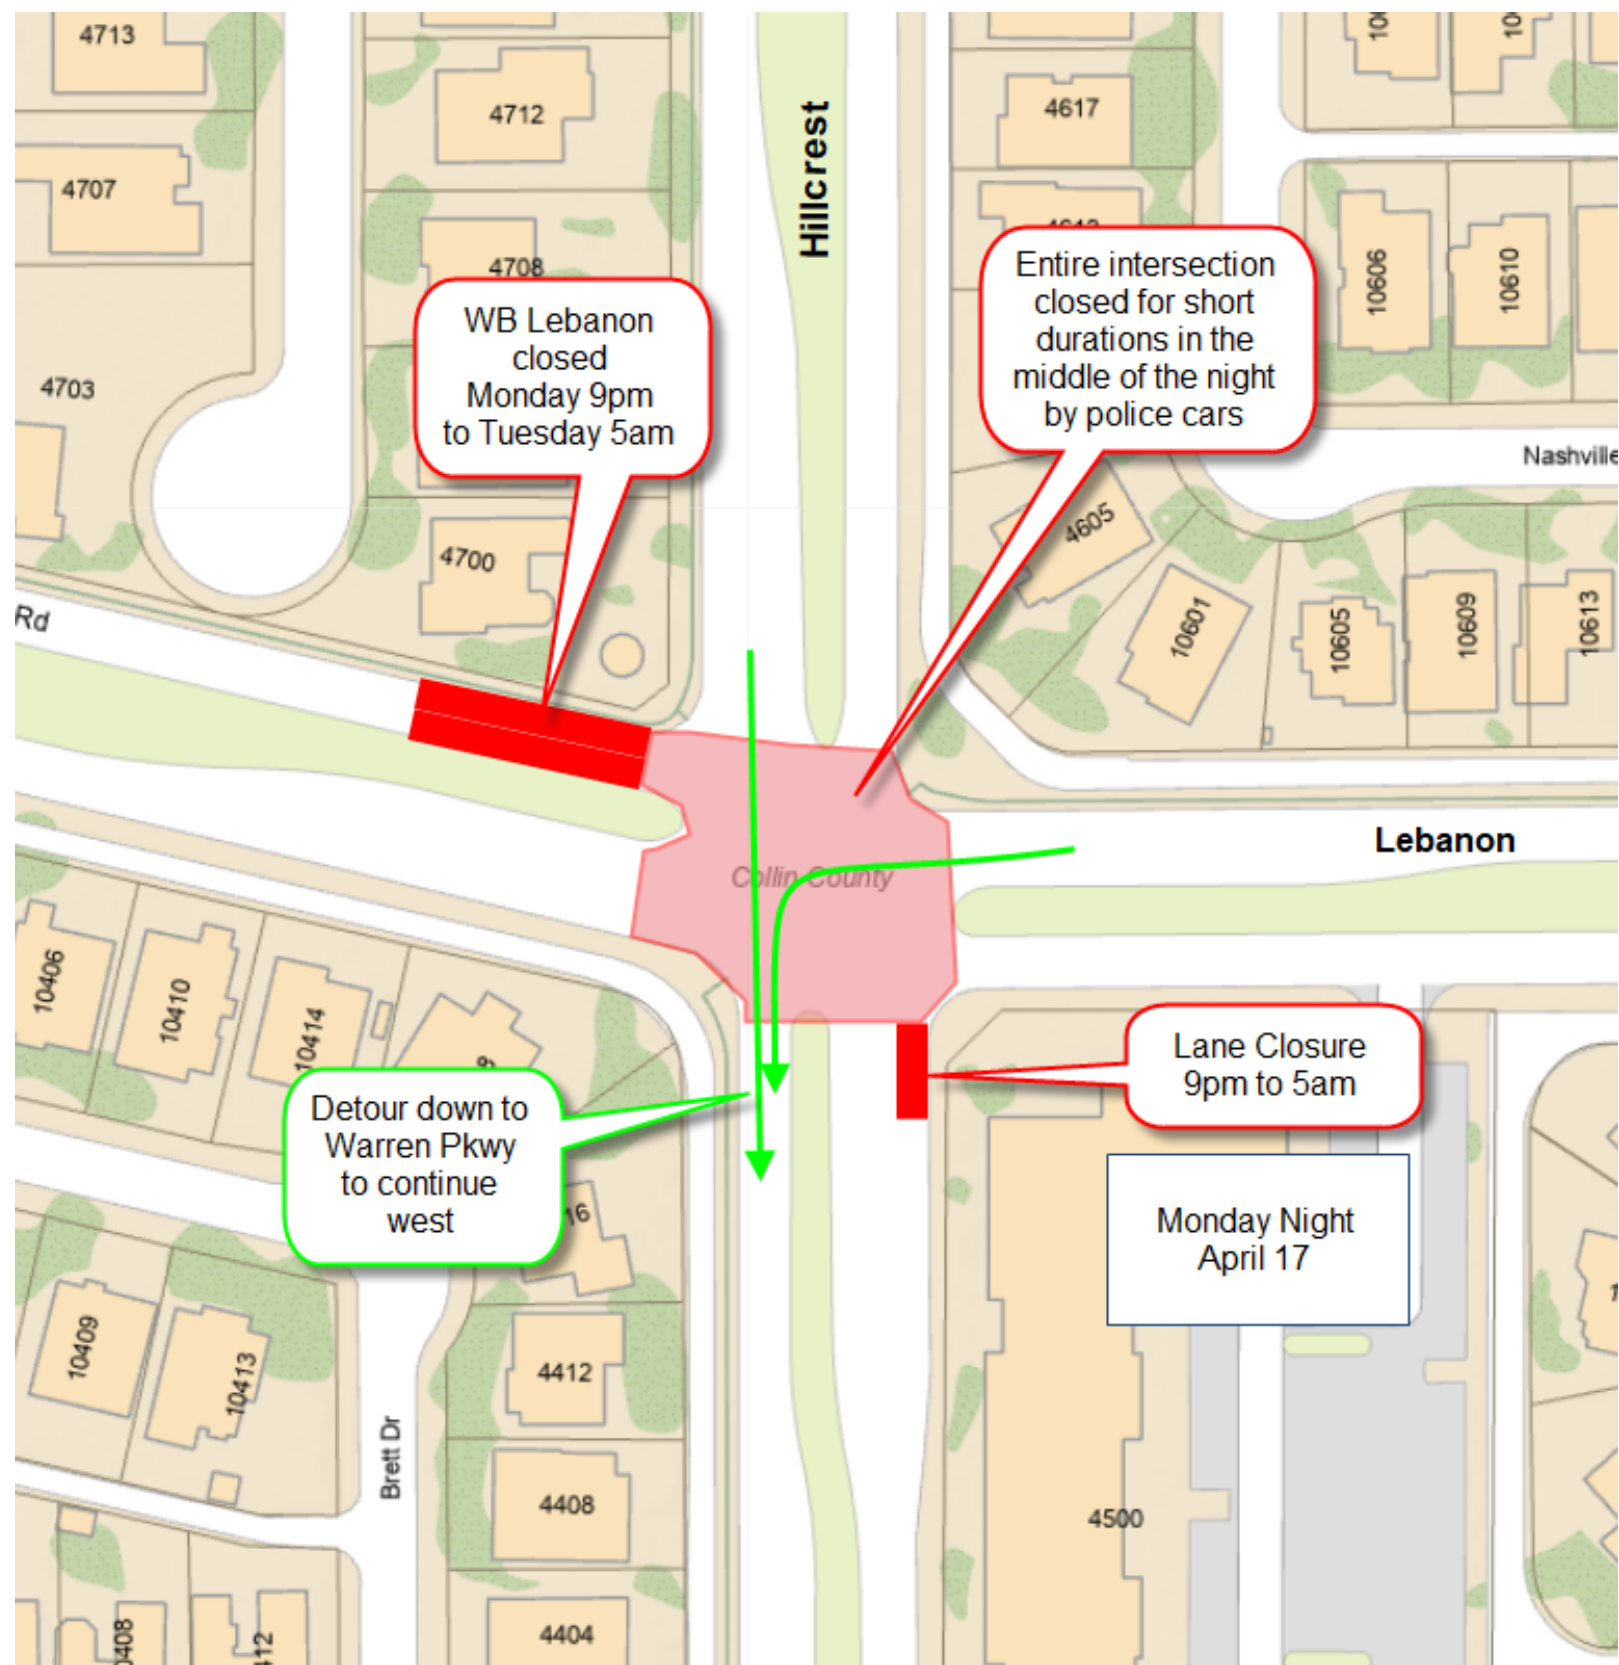 4713
4712
4707
4708
4703
4700
Hillcrest
4617
10606
10610
Nashville
4605
10601
10605
10609
10613
WB Lebanon
closed
Monday 9pm
to Tuesday 5am
Entire intersection
closed for short
durations in the
middle of the night
by police cars
Rd
Lebanon
Collin County
10406
10410
10414
Detour down to
Warren Pkwy
to continue
west
Lane Closure
9pm to 5am
Monday Night
April 17
16
10409
10413
Brett Dr
4412
4408
4404
4500
408
412